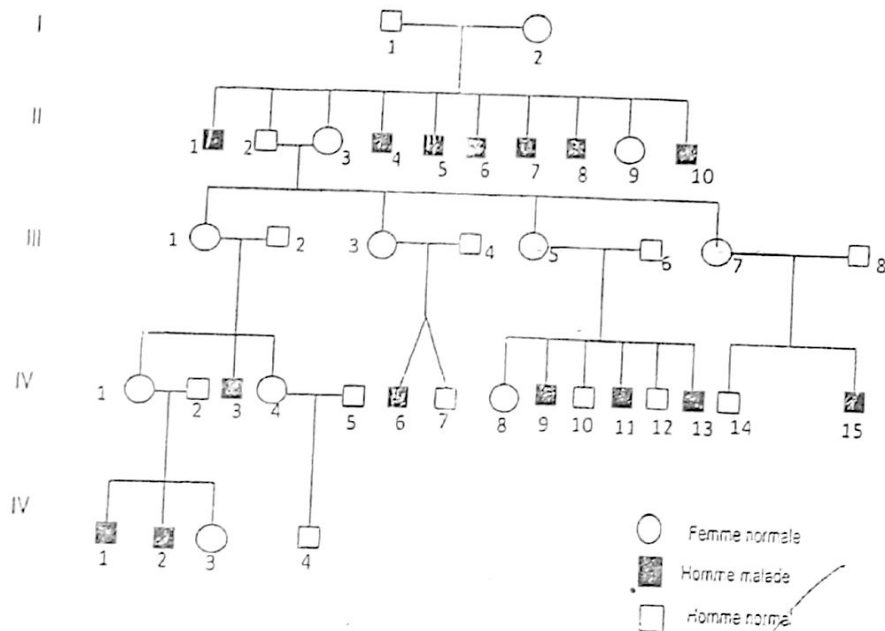 I
1
2
II
1 2 3 4 5 6 7 8 9 10
III
1 2 3 4 5 6 7 8
IV
1 2 3 4 5 6 7 8 9 10 11 12 13 14 15
IV
1 2 3 4
Femme normale
Homme malade
Homme normal